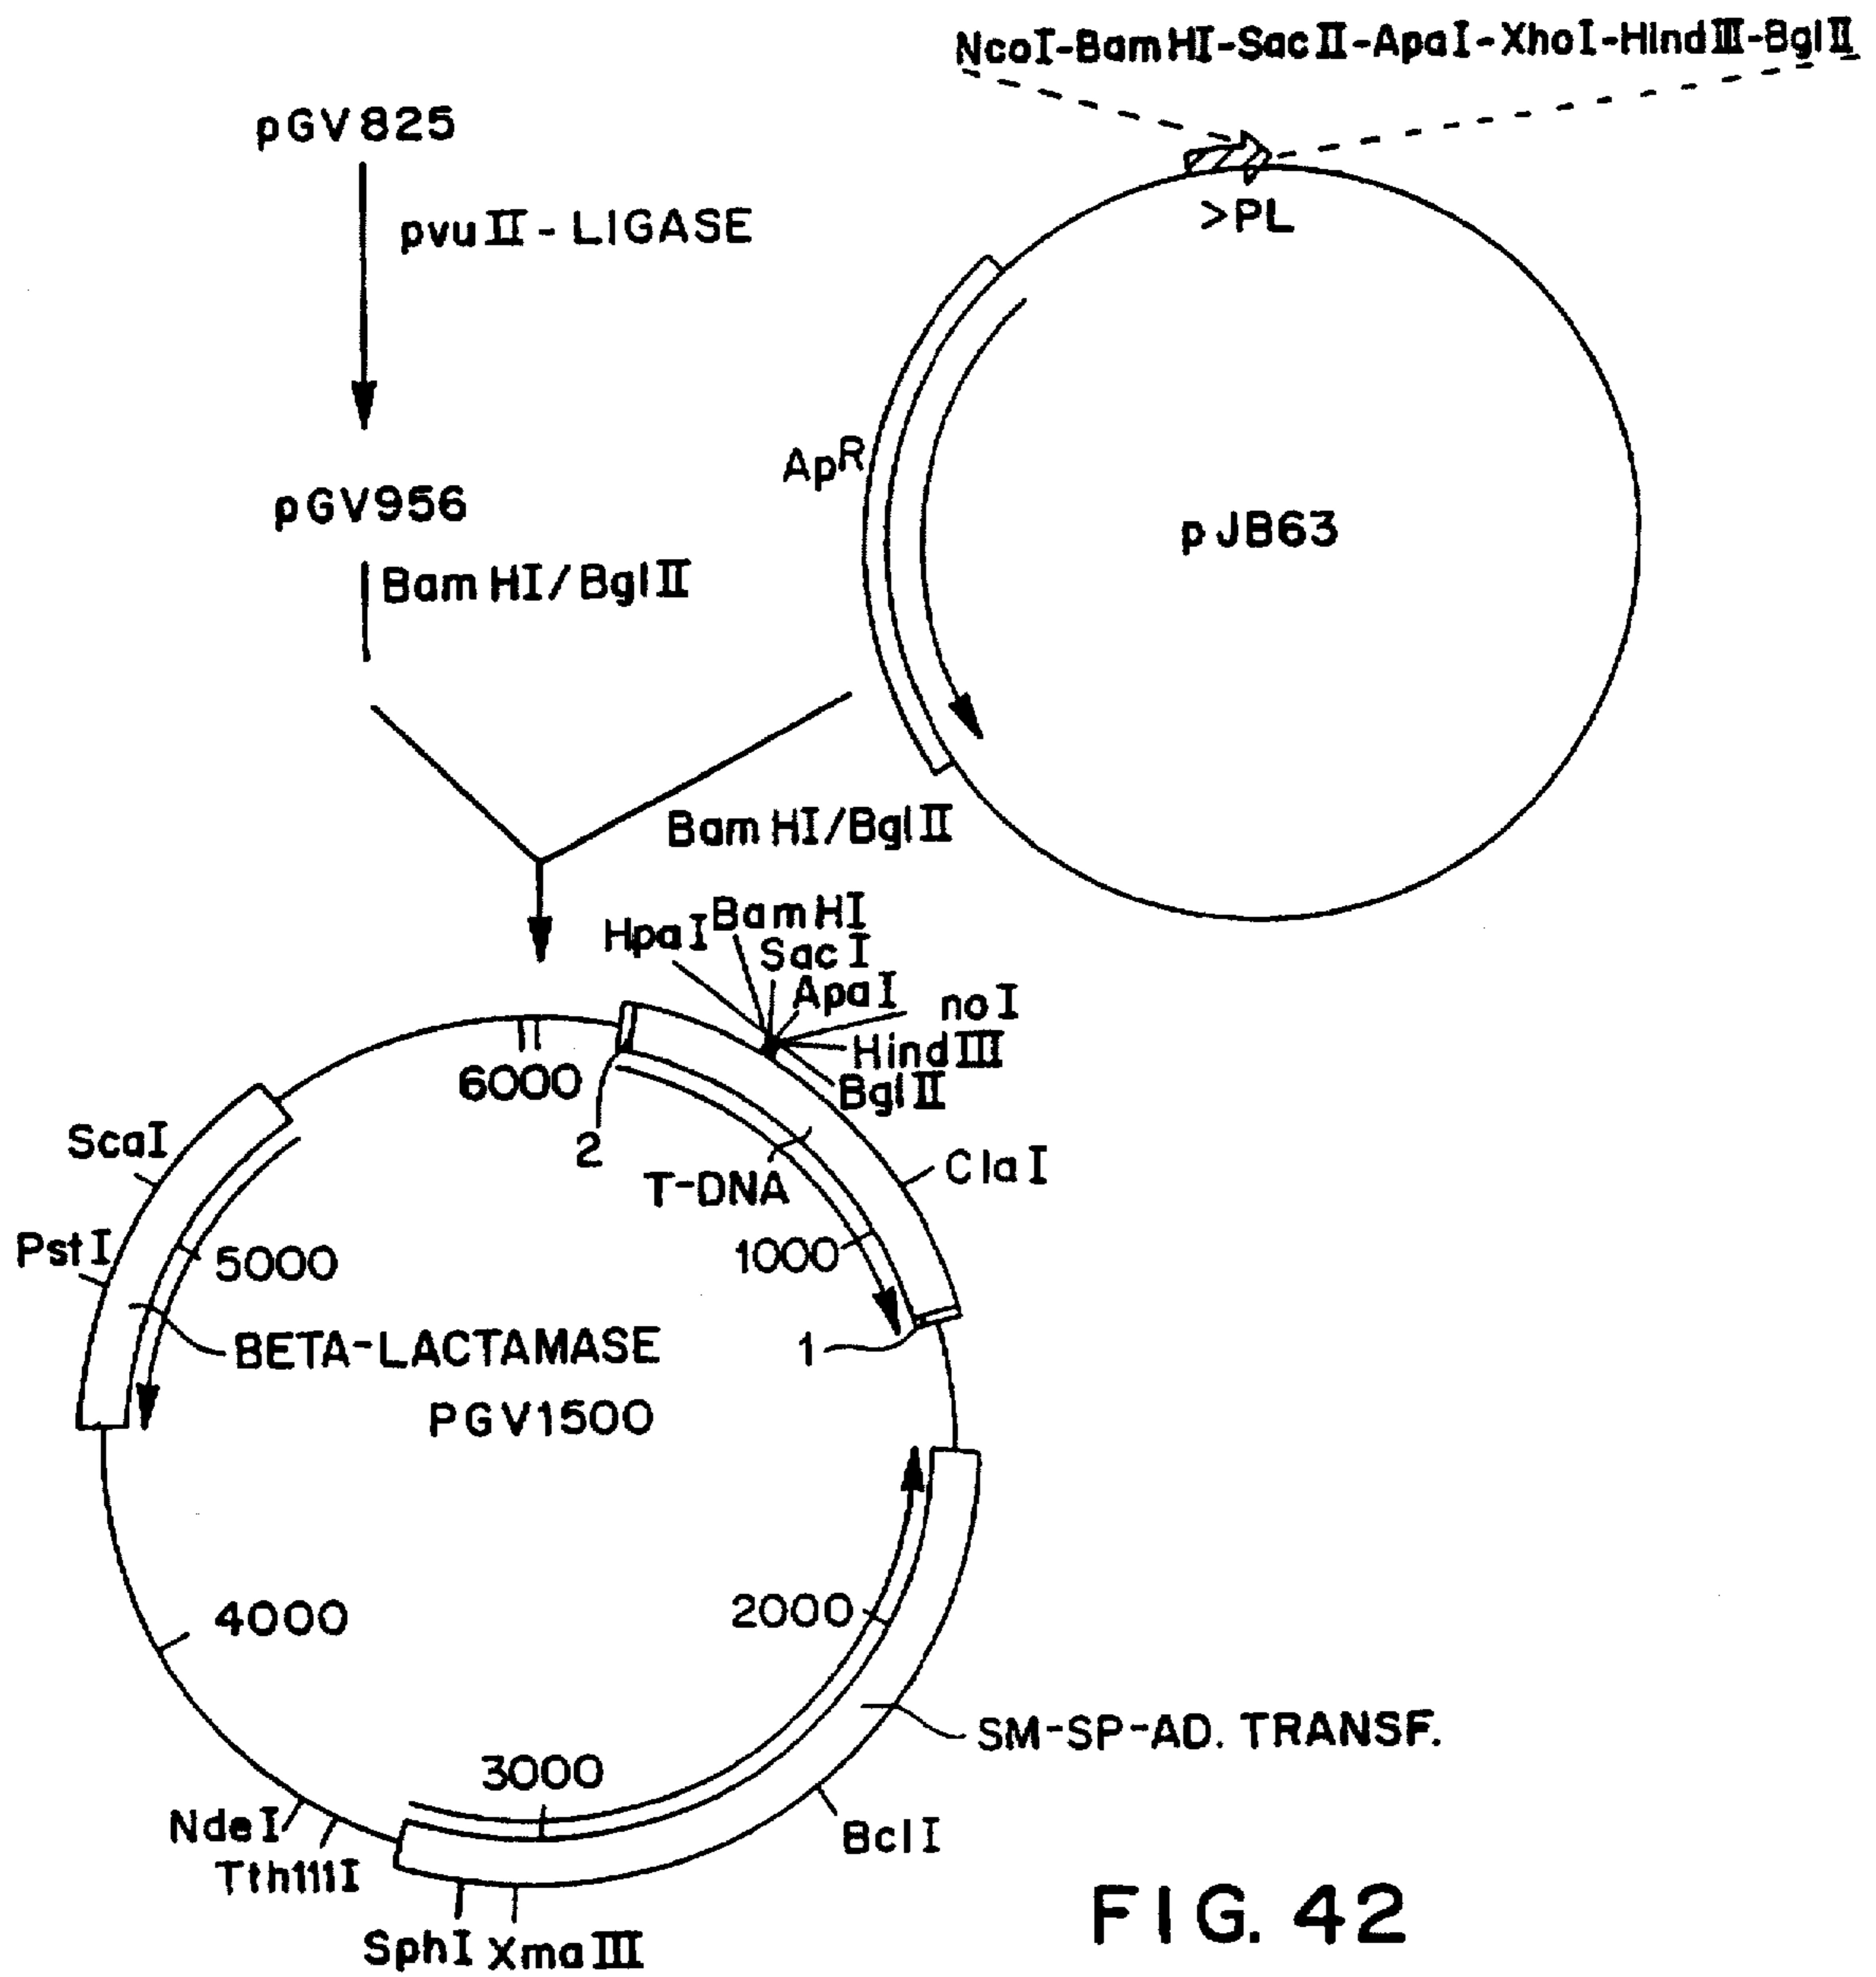 NcoI-BamHI-SacII-ApaI-XhoI-HindIII-BglII
pGV825
pvuII - LIGASE
>PL
ApR
pGV956
pJB63
BamHI/BglII
BamHI/BglII
HpaI
BamHI
SacI
ApaI
noI
HindIII
BglII
6000
2
ScaI
T-DNA
ClaI
PstI
5000
1000
BETA-LACTAMASE
1
PGV1500
4000
2000
SM-SP-AD. TRANSF.
3000
NdeI
BclI
Tth111I
SphI
XmaIII
FIG. 42